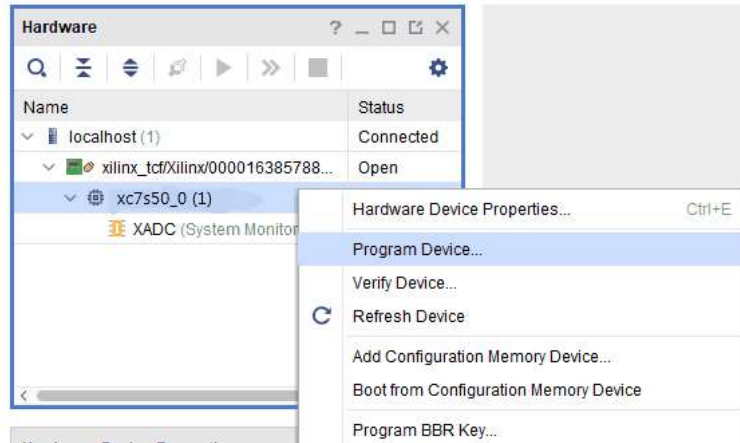 Hardware ?
Name Status
localhost (1) Connected
xilinx_tcf/Xilinx/000016385788... Open
xc7s50_0 (1)
XADC (System Monitor
Hardware Device Properties... Ctrl+E
Program Device...
Verify Device...
Refresh Device
Add Configuration Memory Device...
Boot from Configuration Memory Device
Program BBR Key...